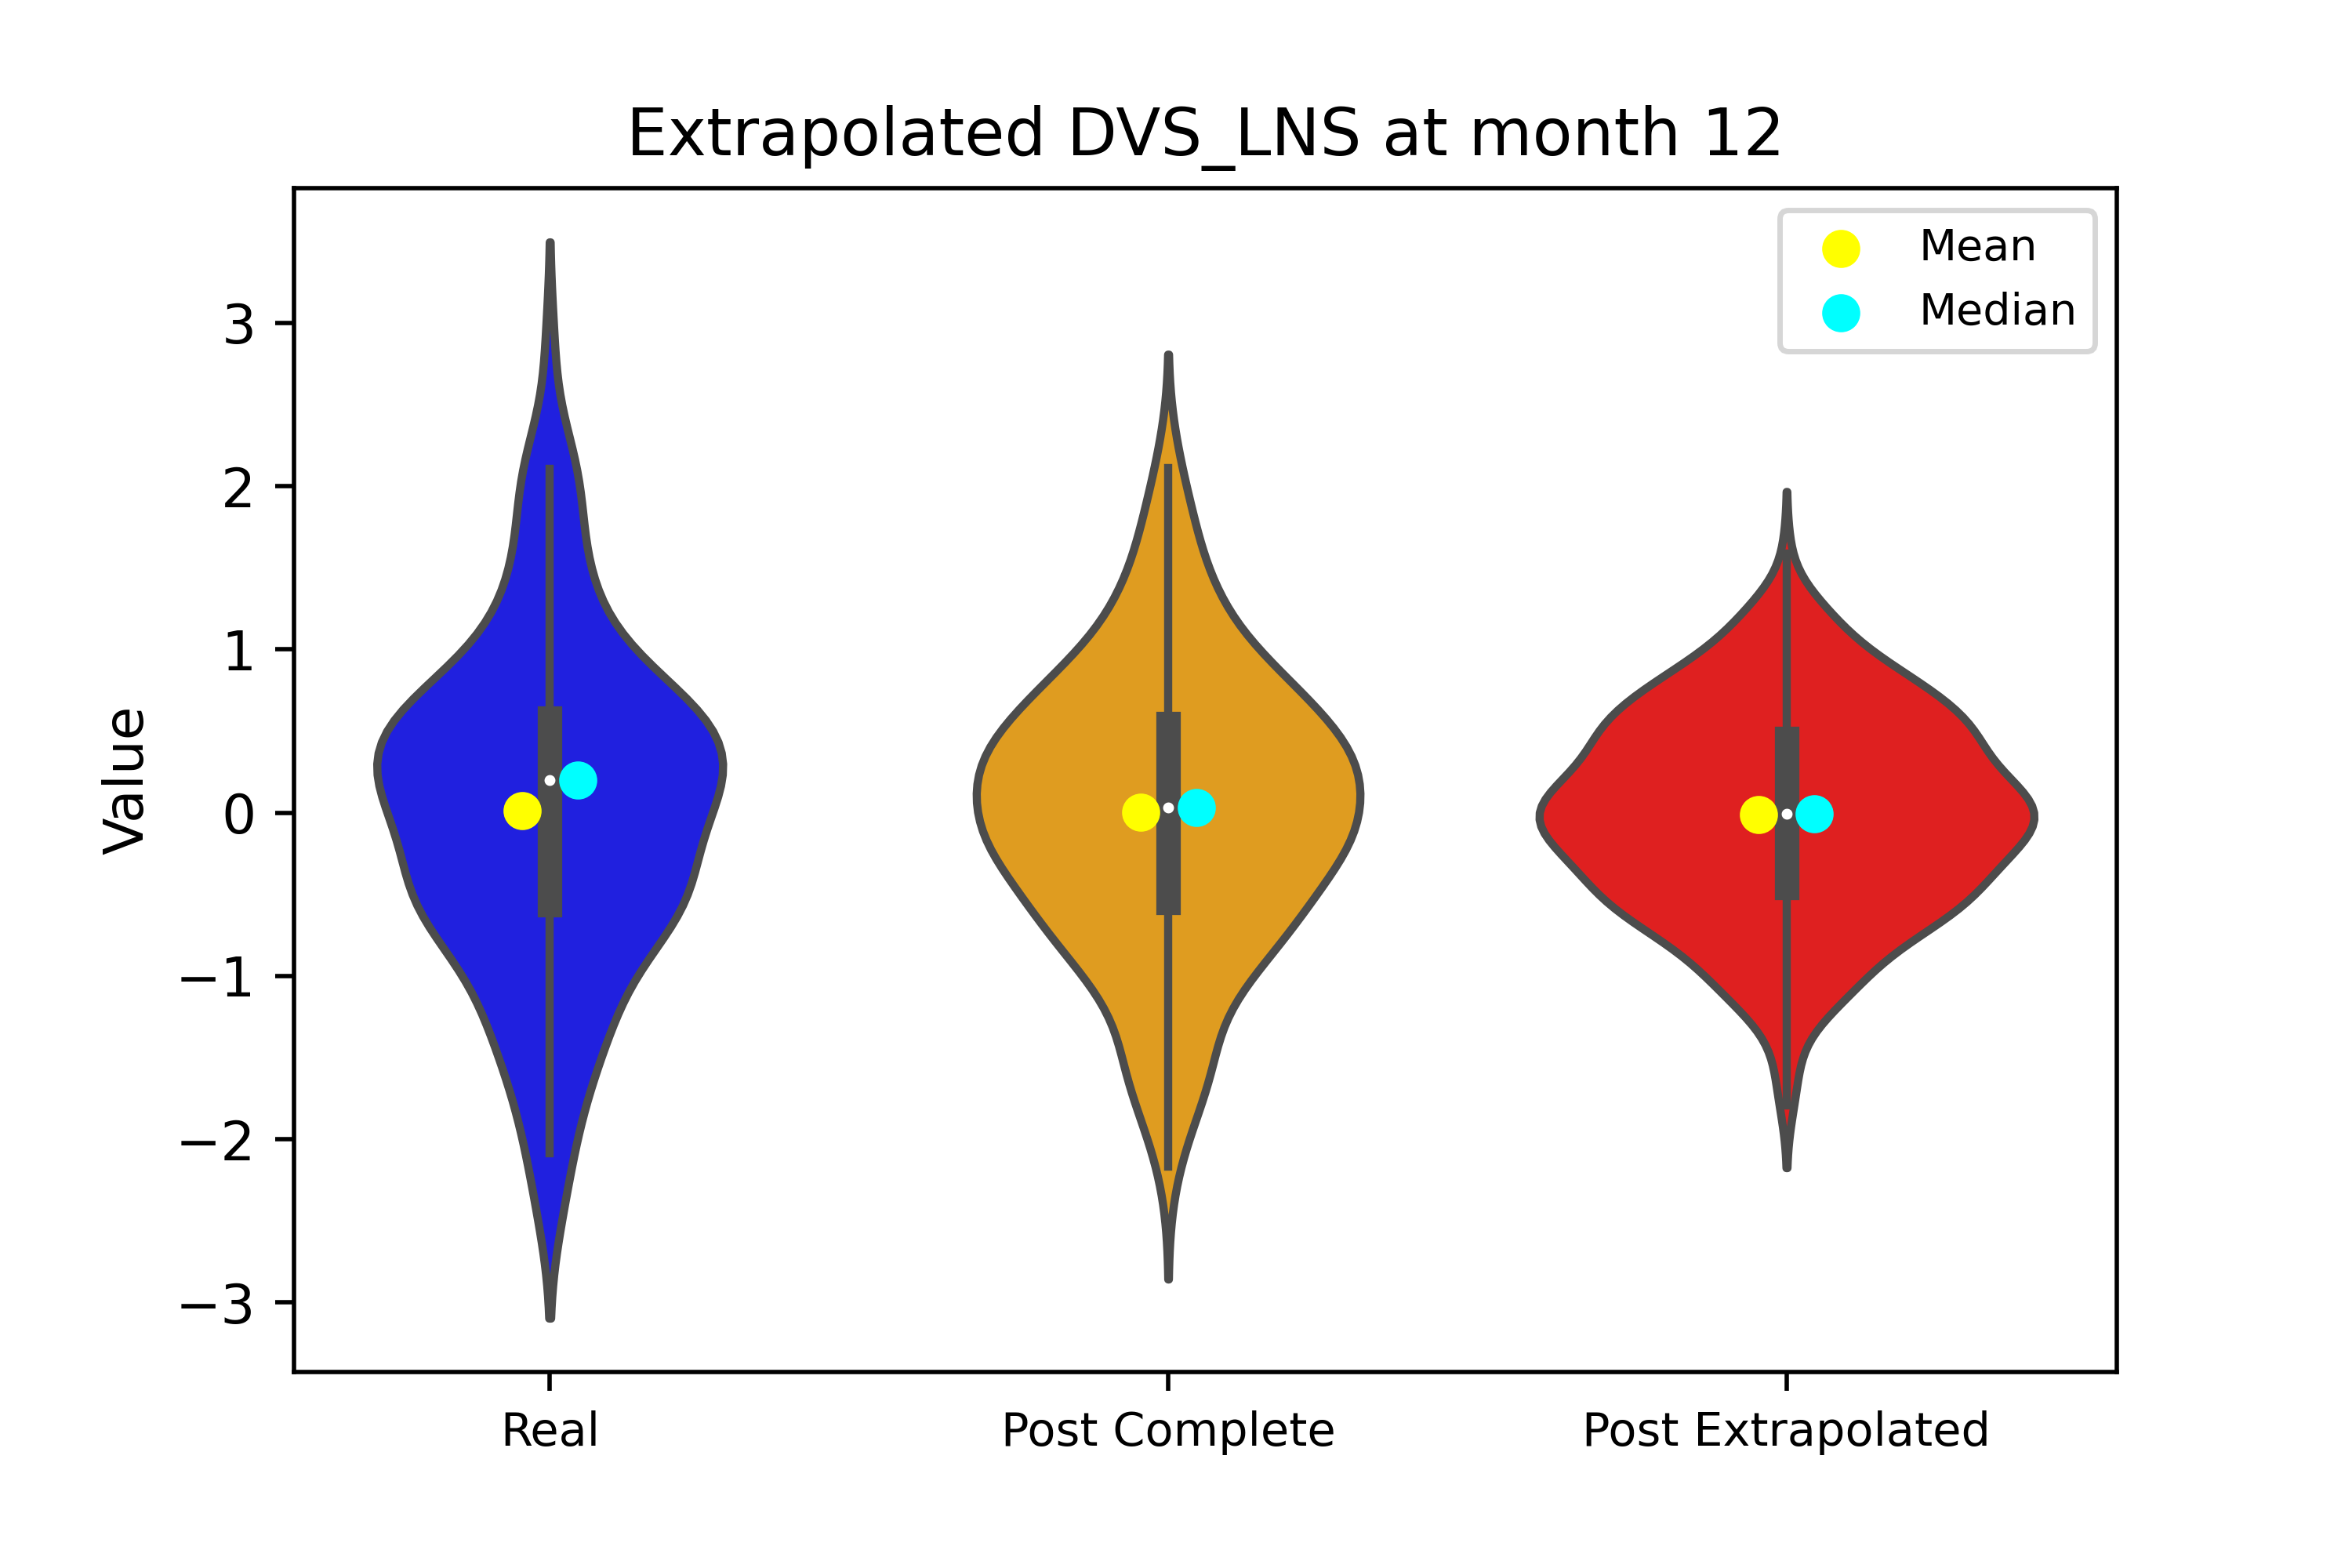 Extrapolated DVS_LNS at month 12
Mean
Median
Value
3
2
1
0
−1
−2
−3
Real
Post Complete
Post Extrapolated